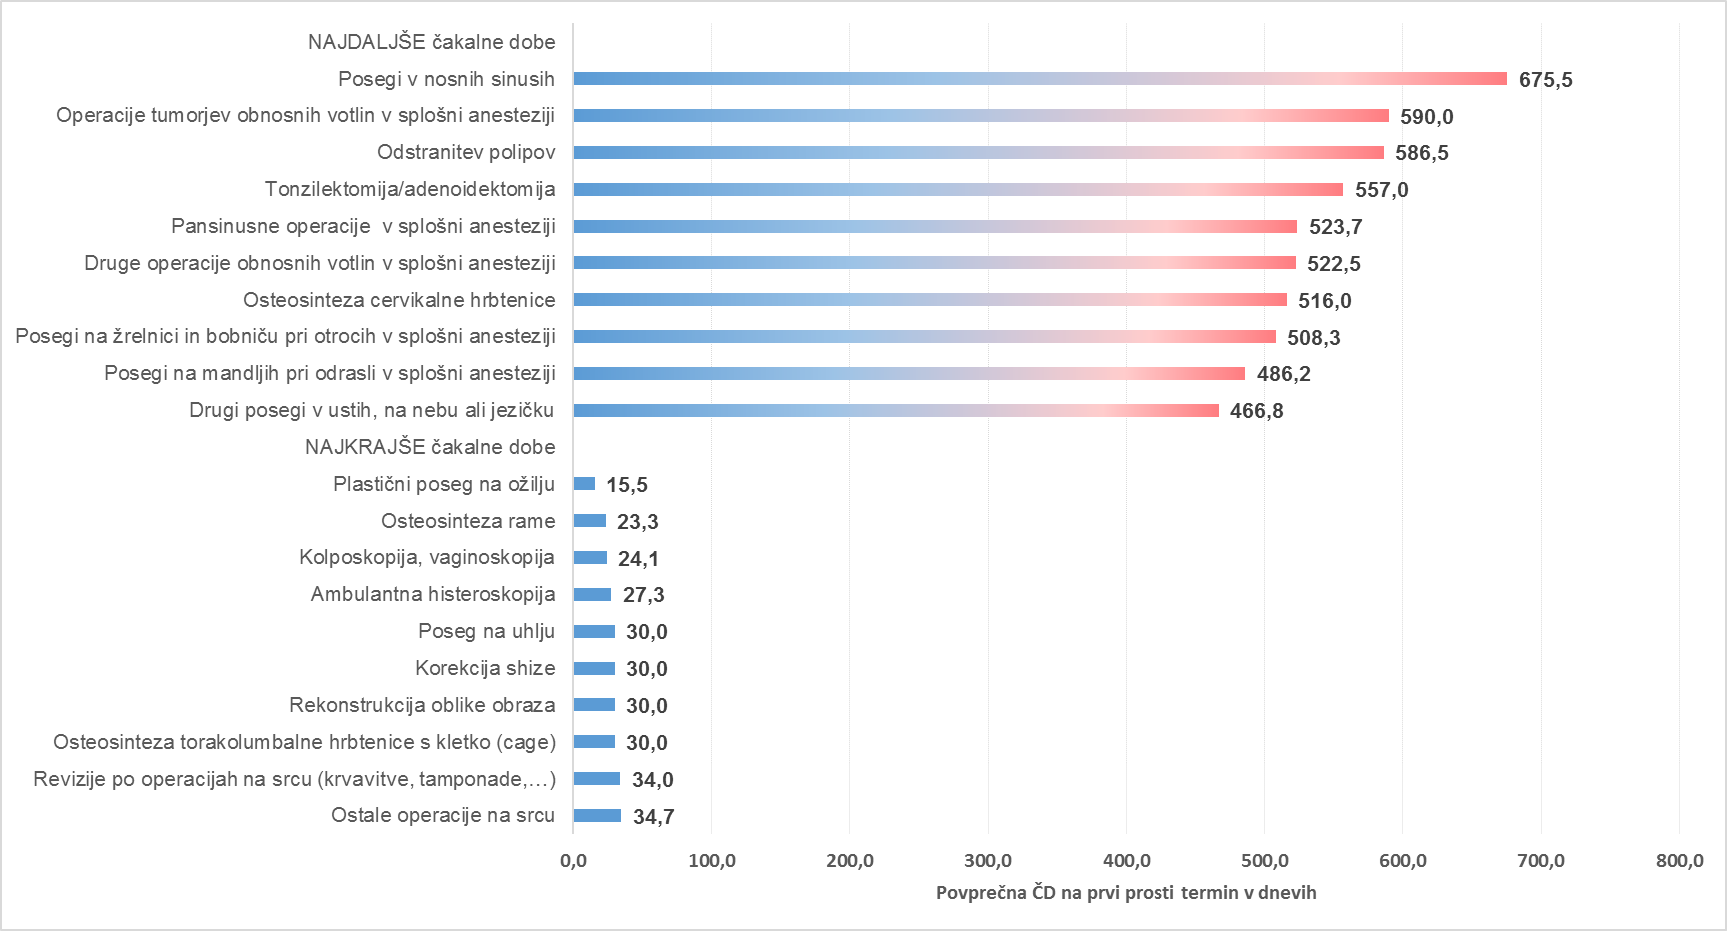 NAJDALJŠE čakalne dobe
Posegi v nosnih sinusih 675,5
Operacije tumorjev obnosnih votlin v splošni anesteziji 590,0
Odstranitev polipov 586,5
Tonzilektomija/adenoidektomija 557,0
Pansinusne operacije  v splošni anesteziji 523,7
Druge operacije obnosnih votlin v splošni anesteziji 522,5
Osteosinteza cervikalne hrbtenice 516,0
Posegi na žrelnici in bobniču pri otrocih v splošni anesteziji 508,3
Posegi na mandljih pri odrasli v splošni anesteziji 486,2
Drugi posegi v ustih, na nebu ali jezičku 466,8
NAJKRAJŠE čakalne dobe
Plastični poseg na ožilju 15,5
Osteosinteza rame 23,3
Kolposkopija, vaginoskopija 24,1
Ambulantna histeroskopija 27,3
Poseg na uhlju 30,0
Korekcija shize 30,0
Rekonstrukcija oblike obraza 30,0
Osteosinteza torakolumbalne hrbtenice s kletko (cage) 30,0
Revizije po operacijah na srcu (krvavitve, tamponade,…) 34,0
Ostale operacije na srcu 34,7
0,0 100,0 200,0 300,0 400,0 500,0 600,0 700,0 800,0
Povprečna ČD na prvi prosti termin v dnevih